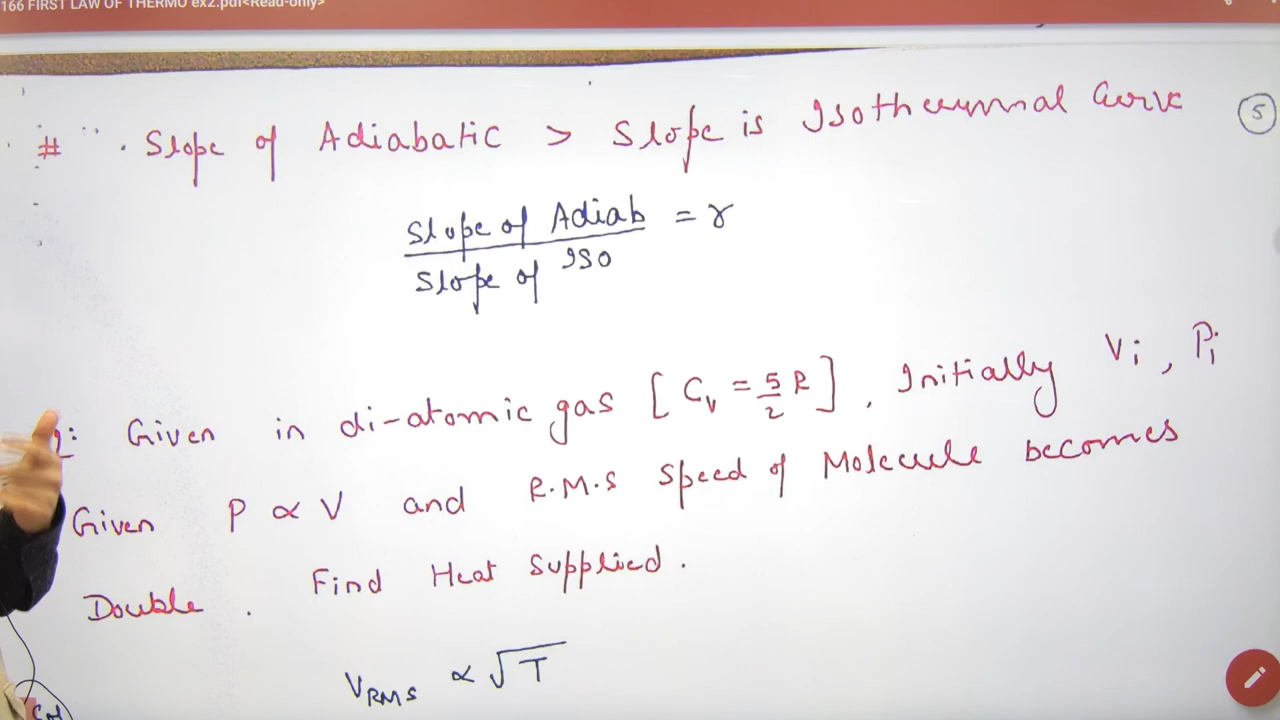 166 FIRST LAW OF THERMO ex2.pdf<Read-only>
# Slope of Adiabatic > Slope is Isothermal Curve
5
Slope of Adiab = γ
Slope of ISO
Given in di-atomic gas [ Cv = 5/2 R ] , Initially Vi , Pi
Given P ∝ V and R.M.S Speed of Molecule becomes
Double . Find Heat Supplied .
VRMS ∝ √T